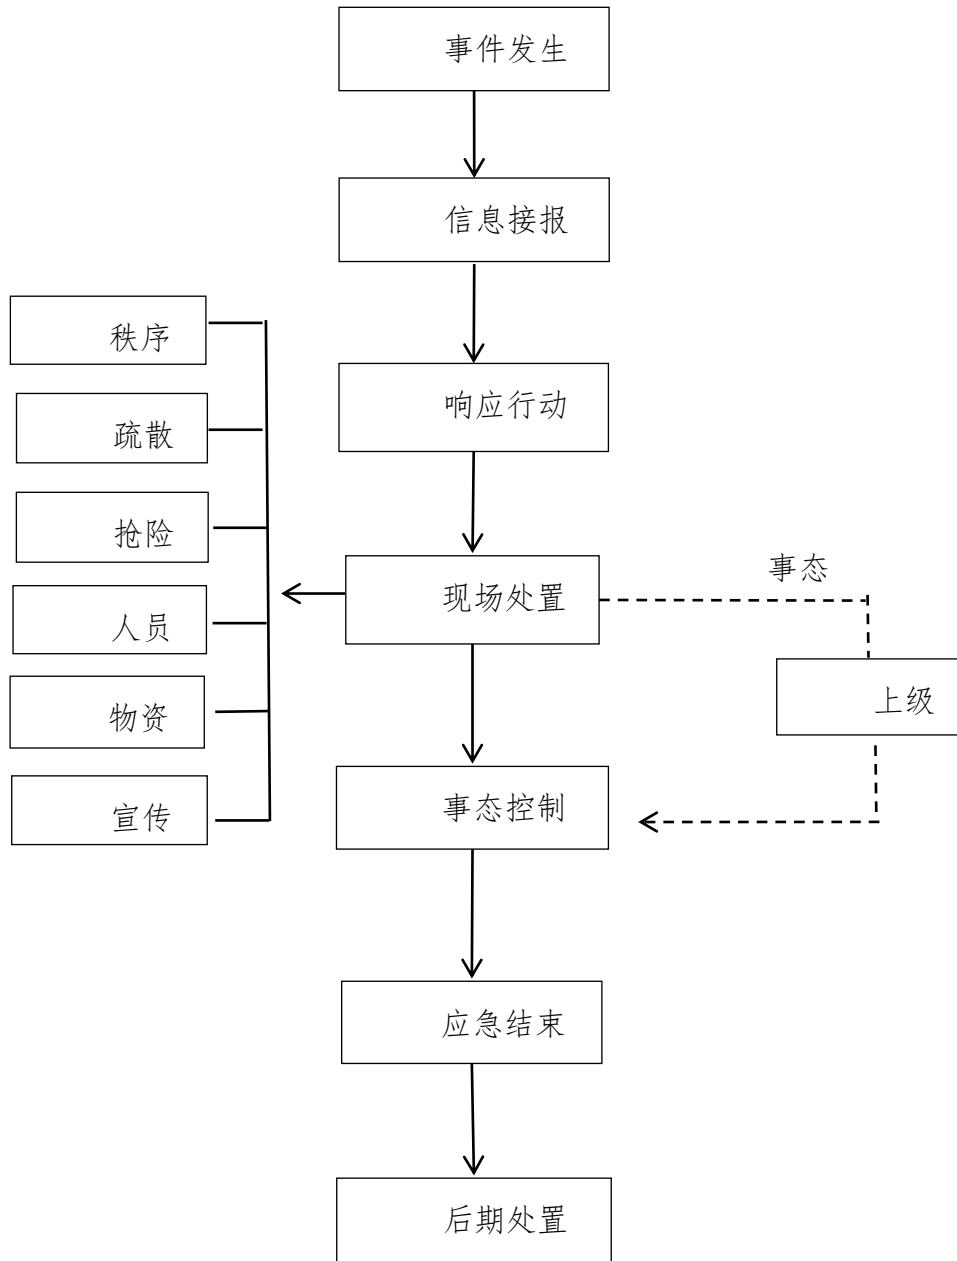 事件发生
信息接报
秩序
响应行动
疏散
抢险
事态
现场处置
人员
上级
物资
事态控制
宣传
应急结束
后期处置